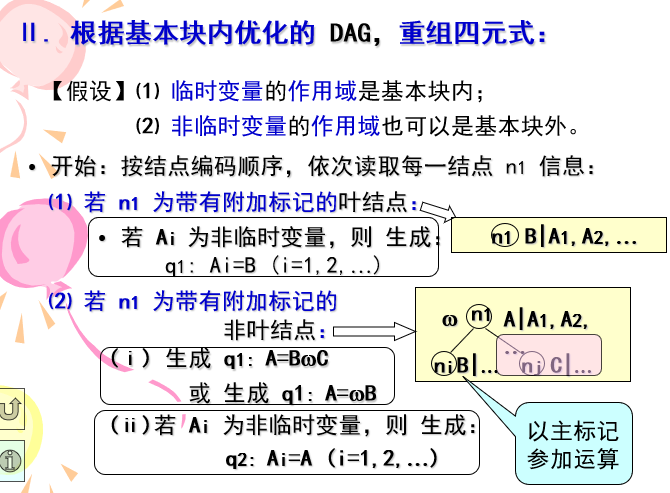 Ⅱ. 根据基本块内优化的 DAG，重组四元式：
【假设】⑴ 临时变量的作用域是基本块内；
⑵ 非临时变量的作用域也可以是基本块外。
• 开始：按结点编码顺序，依次读取每一结点 n1 信息：
⑴ 若 n1 为带有附加标记的叶结点：
• 若 Ai 为非临时变量，则 生成：
q1: Ai=B (i=1,2,…)
n1 B|A1,A2,…
⑵ 若 n1 为带有附加标记的
非叶结点：
(ⅰ) 生成 q1: A=BωC
或 生成 q1: A=ωB
(ⅱ)若 Ai 为非临时变量，则 生成：
q2: Ai=A (i=1,2,…)
ω n1 A|A1,A2,
…
ni B|… nj C|…
以主标记
参加运算